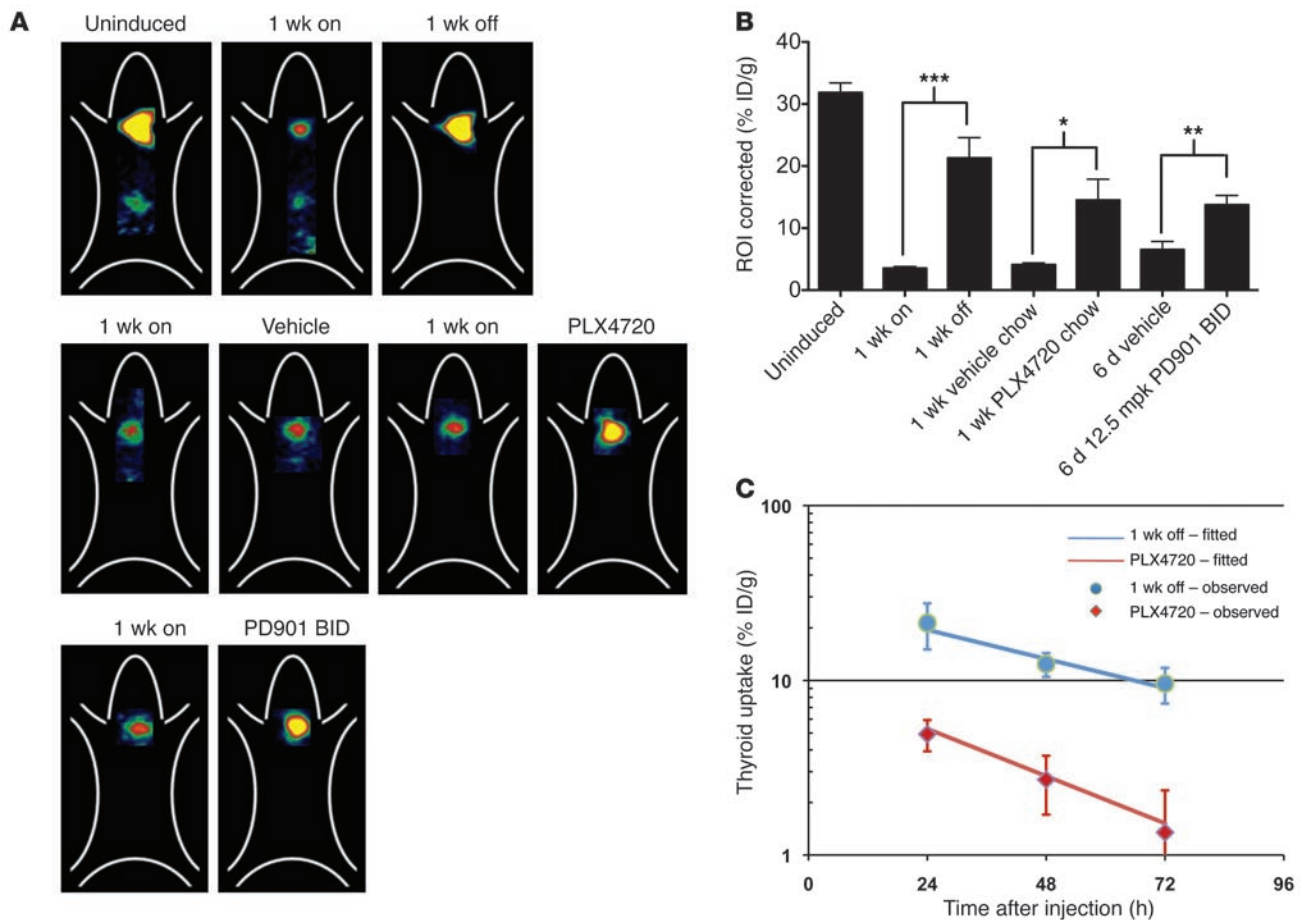 A
Uninduced
1 wk on
1 wk off
1 wk on
Vehicle
1 wk on
PLX4720
1 wk on
PD901 BID
B
ROI corrected (% ID/g)
40
30
20
10
0
***
*
**
Uninduced
1 wk on
1 wk off
1 wk vehicle chow
1 wk PLX4720 chow
6 d vehicle
6 d 12.5 mpk PD901 BID
C
Thyroid uptake (% ID/g)
100
10
1
1 wk off – fitted
PLX4720 – fitted
1 wk off – observed
PLX4720 – observed
0 24 48 72 96
Time after injection (h)